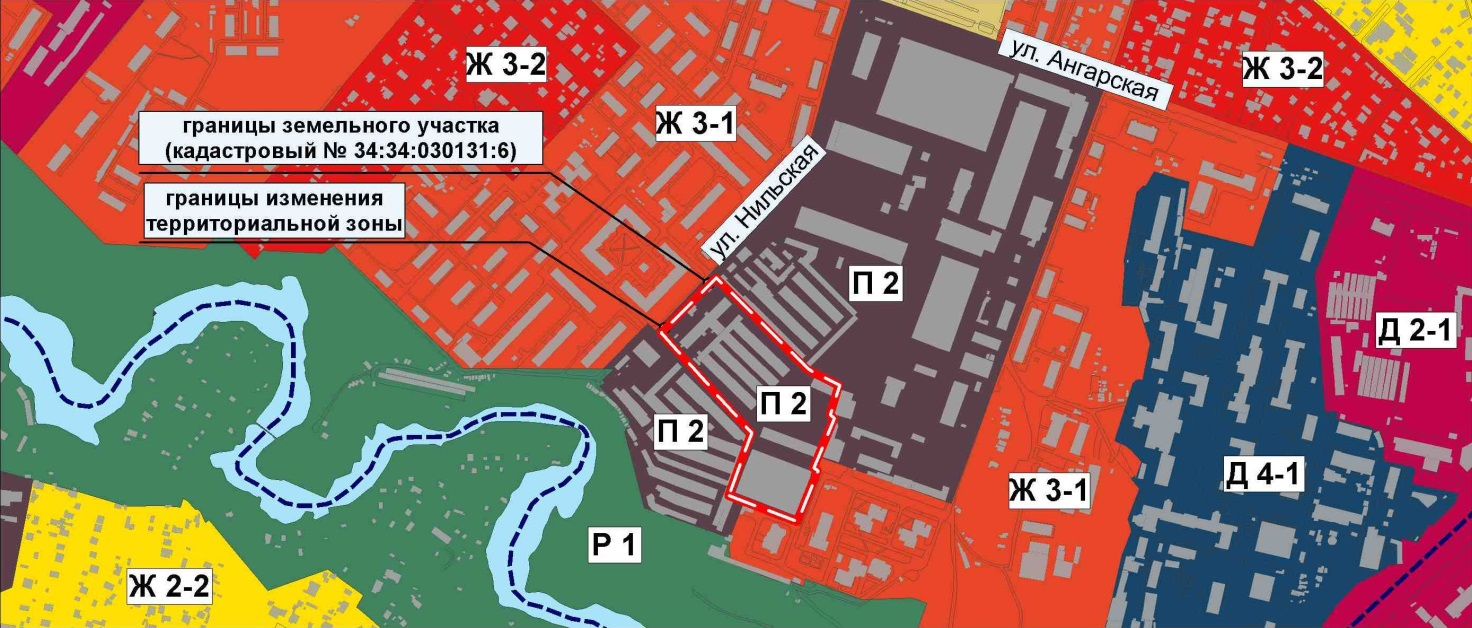 Ж 3-2
ул. Ангарская
Ж 3-2
Ж 3-1
границы земельного участка
(кадастровый № 34:34:030131:6)
границы изменения
территориальной зоны
ул. Нильская
П 2
Д 2-1
П 2
П 2
Д 4-1
Ж 3-1
Р 1
Ж 2-2